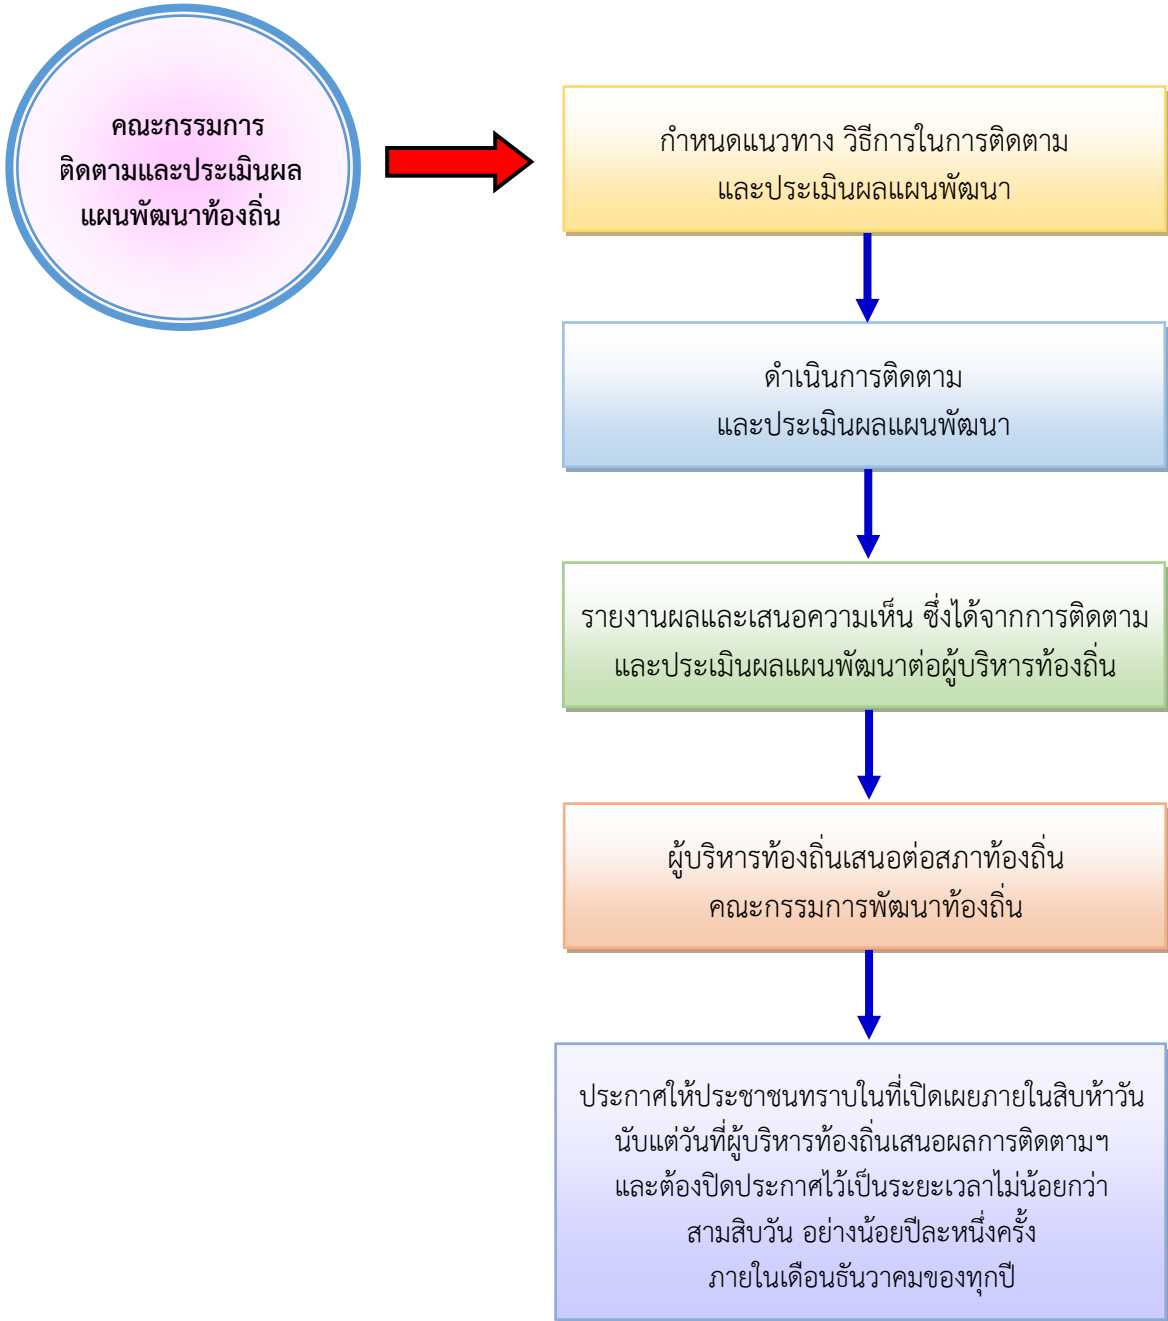 คณะกรรมการ
ติดตามและประเมินผล
แผนพัฒนาท้องถิ่น
กำหนดแนวทาง วิธีการในการติดตาม
และประเมินผลแผนพัฒนา
ดำเนินการติดตาม
และประเมินผลแผนพัฒนา
รายงานผลและเสนอความเห็น ซึ่งได้จากการติดตาม
และประเมินผลแผนพัฒนาต่อผู้บริหารท้องถิ่น
ผู้บริหารท้องถิ่นเสนอต่อสภาท้องถิ่น
คณะกรรมการพัฒนาท้องถิ่น
ประกาศให้ประชาชนทราบในที่เปิดเผยภายในสิบห้าวัน
นับแต่วันที่ผู้บริหารท้องถิ่นเสนอผลการติดตามฯ
และต้องปิดประกาศไว้เป็นระยะเวลาไม่น้อยกว่า
สามสิบวัน อย่างน้อยปีละหนึ่งครั้ง
ภายในเดือนธันวาคมของทุกปี